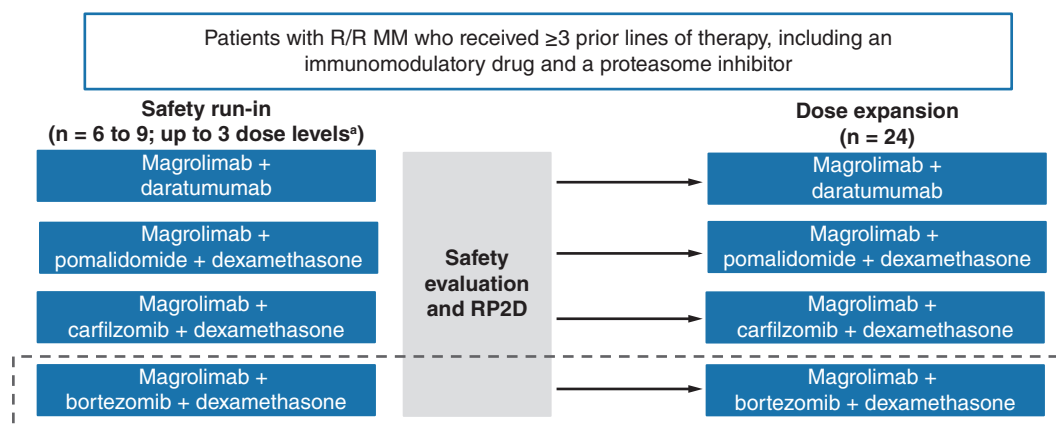 Patients with R/R MM who received ≥3 prior lines of therapy, including an
immunomodulatory drug and a proteasome inhibitor
Safety run-in
(n = 6 to 9; up to 3 dose levelsᵃ)
Dose expansion
(n = 24)
Magrolimab +
daratumumab
Magrolimab +
daratumumab
Magrolimab +
pomalidomide + dexamethasone
Magrolimab +
pomalidomide + dexamethasone
Safety
evaluation
and RP2D
Magrolimab +
carfilzomib + dexamethasone
Magrolimab +
carfilzomib + dexamethasone
Magrolimab +
bortezomib + dexamethasone
Magrolimab +
bortezomib + dexamethasone